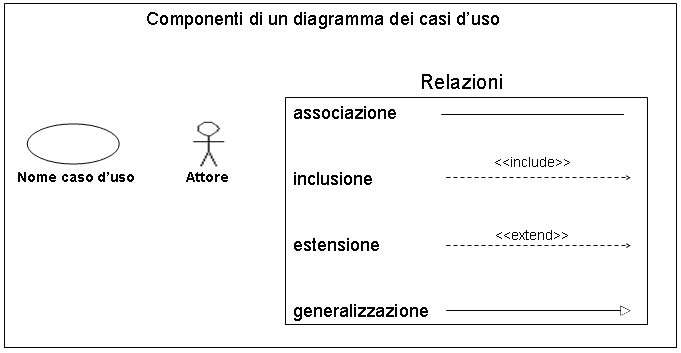 Componenti di un diagramma dei casi d'uso
Relazioni
associazione
<<include>>
Nome caso d'uso
Attore
inclusione
<<extend>>
estensione
generalizzazione